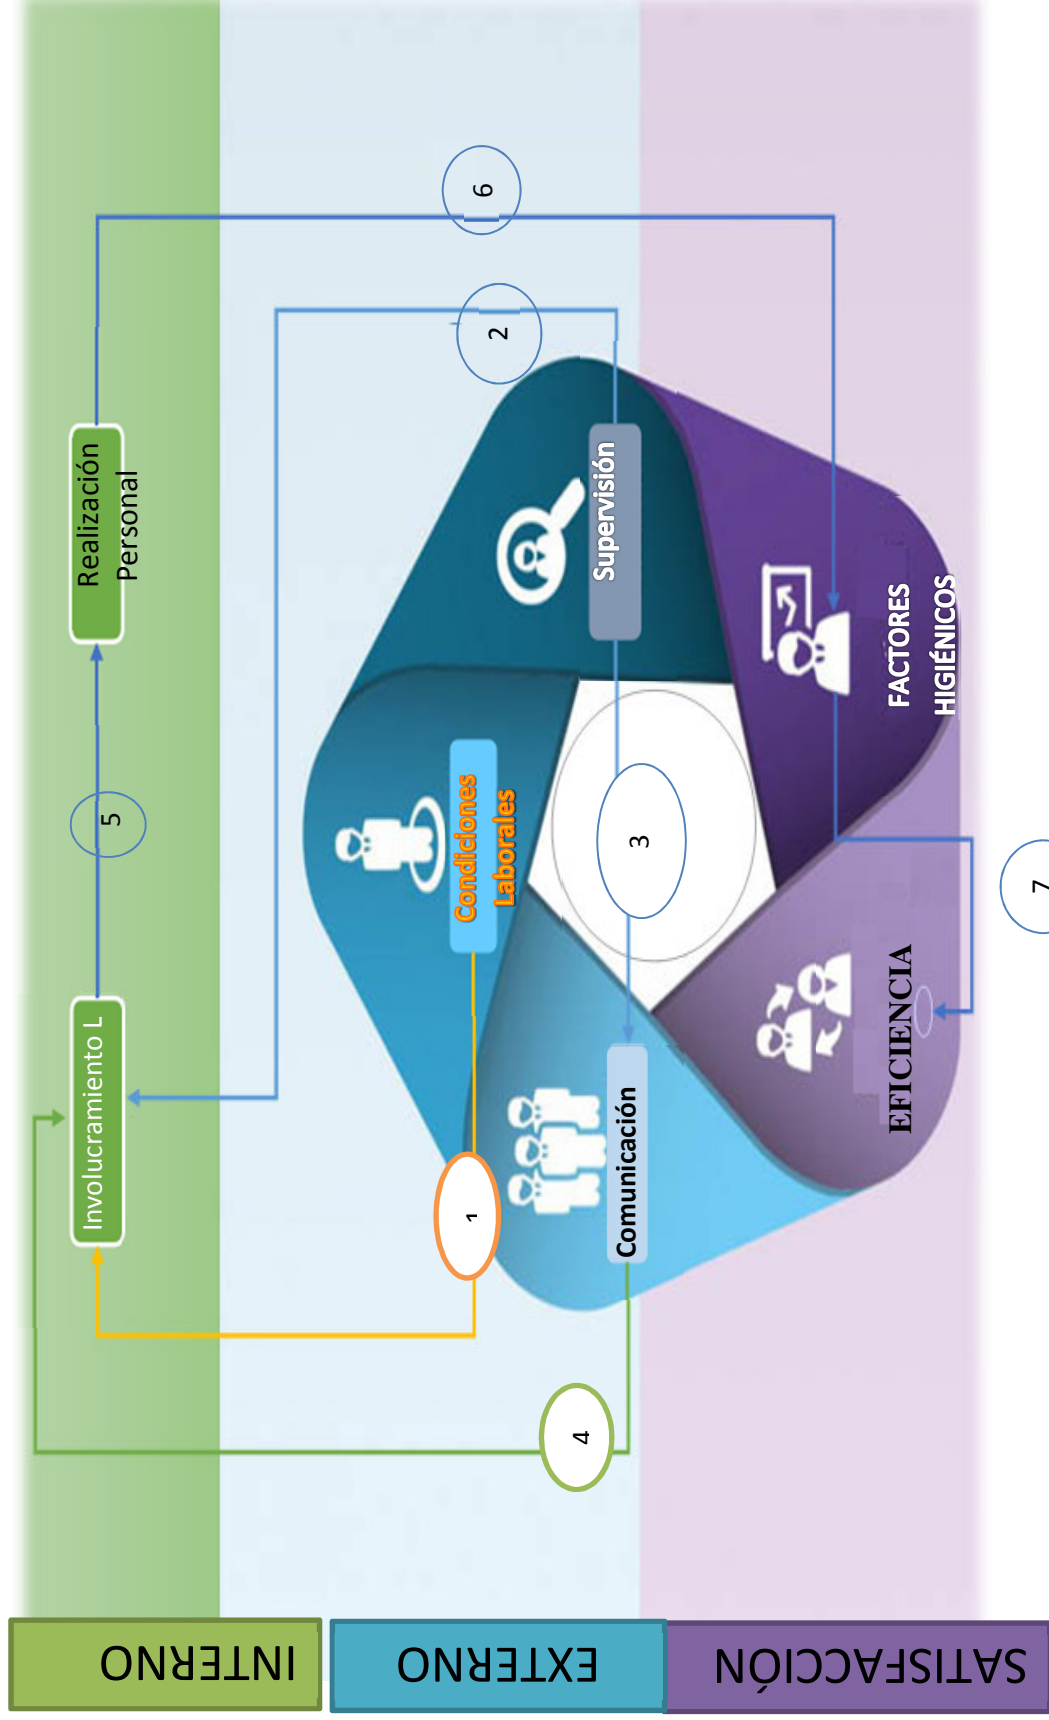 INTERNO
Involucramiento L
5
Realización
Personal
EXTERNO
4
1
Condiciones
Laborales
2
6
Comunicación
3
Supervisión
SATISFACCIÓN
EFICIENCIA
FACTORES
HIGIÉNICOS
7